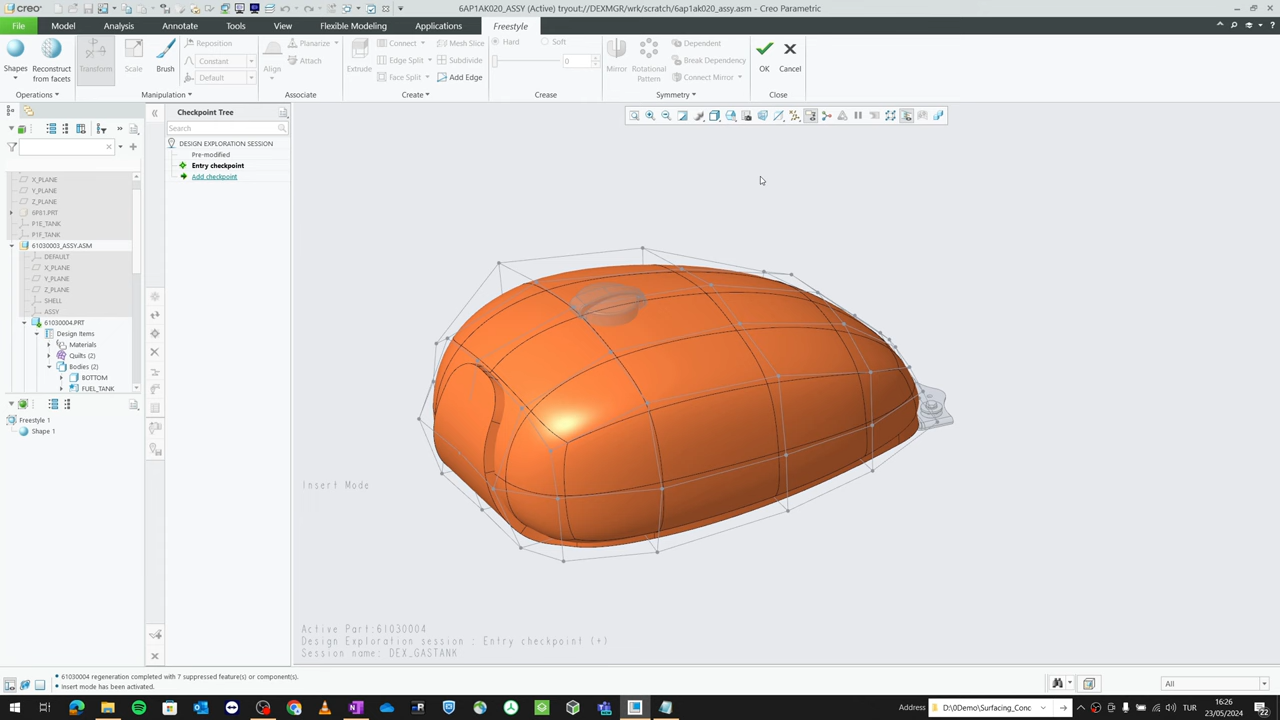 creo
6AP1AK020_ASSY (Active) tryout://DEXMGR/wrk/scratch/6ap1ak020_assy.asm - Creo Parametric
File Model Analysis Annotate Tools View Flexible Modeling Applications Freestyle
Shapes
Reconstruct from facets
Transform
Scale
Brush
Reposition
Constant
Default
Align
Planarize
Attach
Extrude
Connect
Edge Split
Face Split
Mesh Slice
Subdivide
Add Edge
Hard Soft
0
Mirror
Rotational Pattern
Dependent
Break Dependency
Connect Mirror
OK
Cancel
Operations Manipulation Associate Create Crease Symmetry Close
Checkpoint Tree
Search
DESIGN EXPLORATION SESSION
Pre-modified
Entry checkpoint
Add checkpoint
X_PLANE
Y_PLANE
Z_PLANE
6P81.PRT
P1E_TANK
P1F_TANK
61030003_ASSY.ASM
DEFAULT
X_PLANE
Y_PLANE
Z_PLANE
SHELL
ASSY
61030004.PRT
Design Items
Materials
Quilts (2)
Bodies (2)
BOTTOM
FUEL_TANK
Freestyle 1
Shape 1
Insert Mode
Active Part:61030004
Design Exploration session : Entry checkpoint (+)
Session name: DEX_GASTANK
• 61030004 regeneration completed with 7 suppressed feature(s) or component(s).
• Insert mode has been activated.
All
Address D:\0Demo\Surfacing_Conc
TUR
16:26
23/05/2024
22